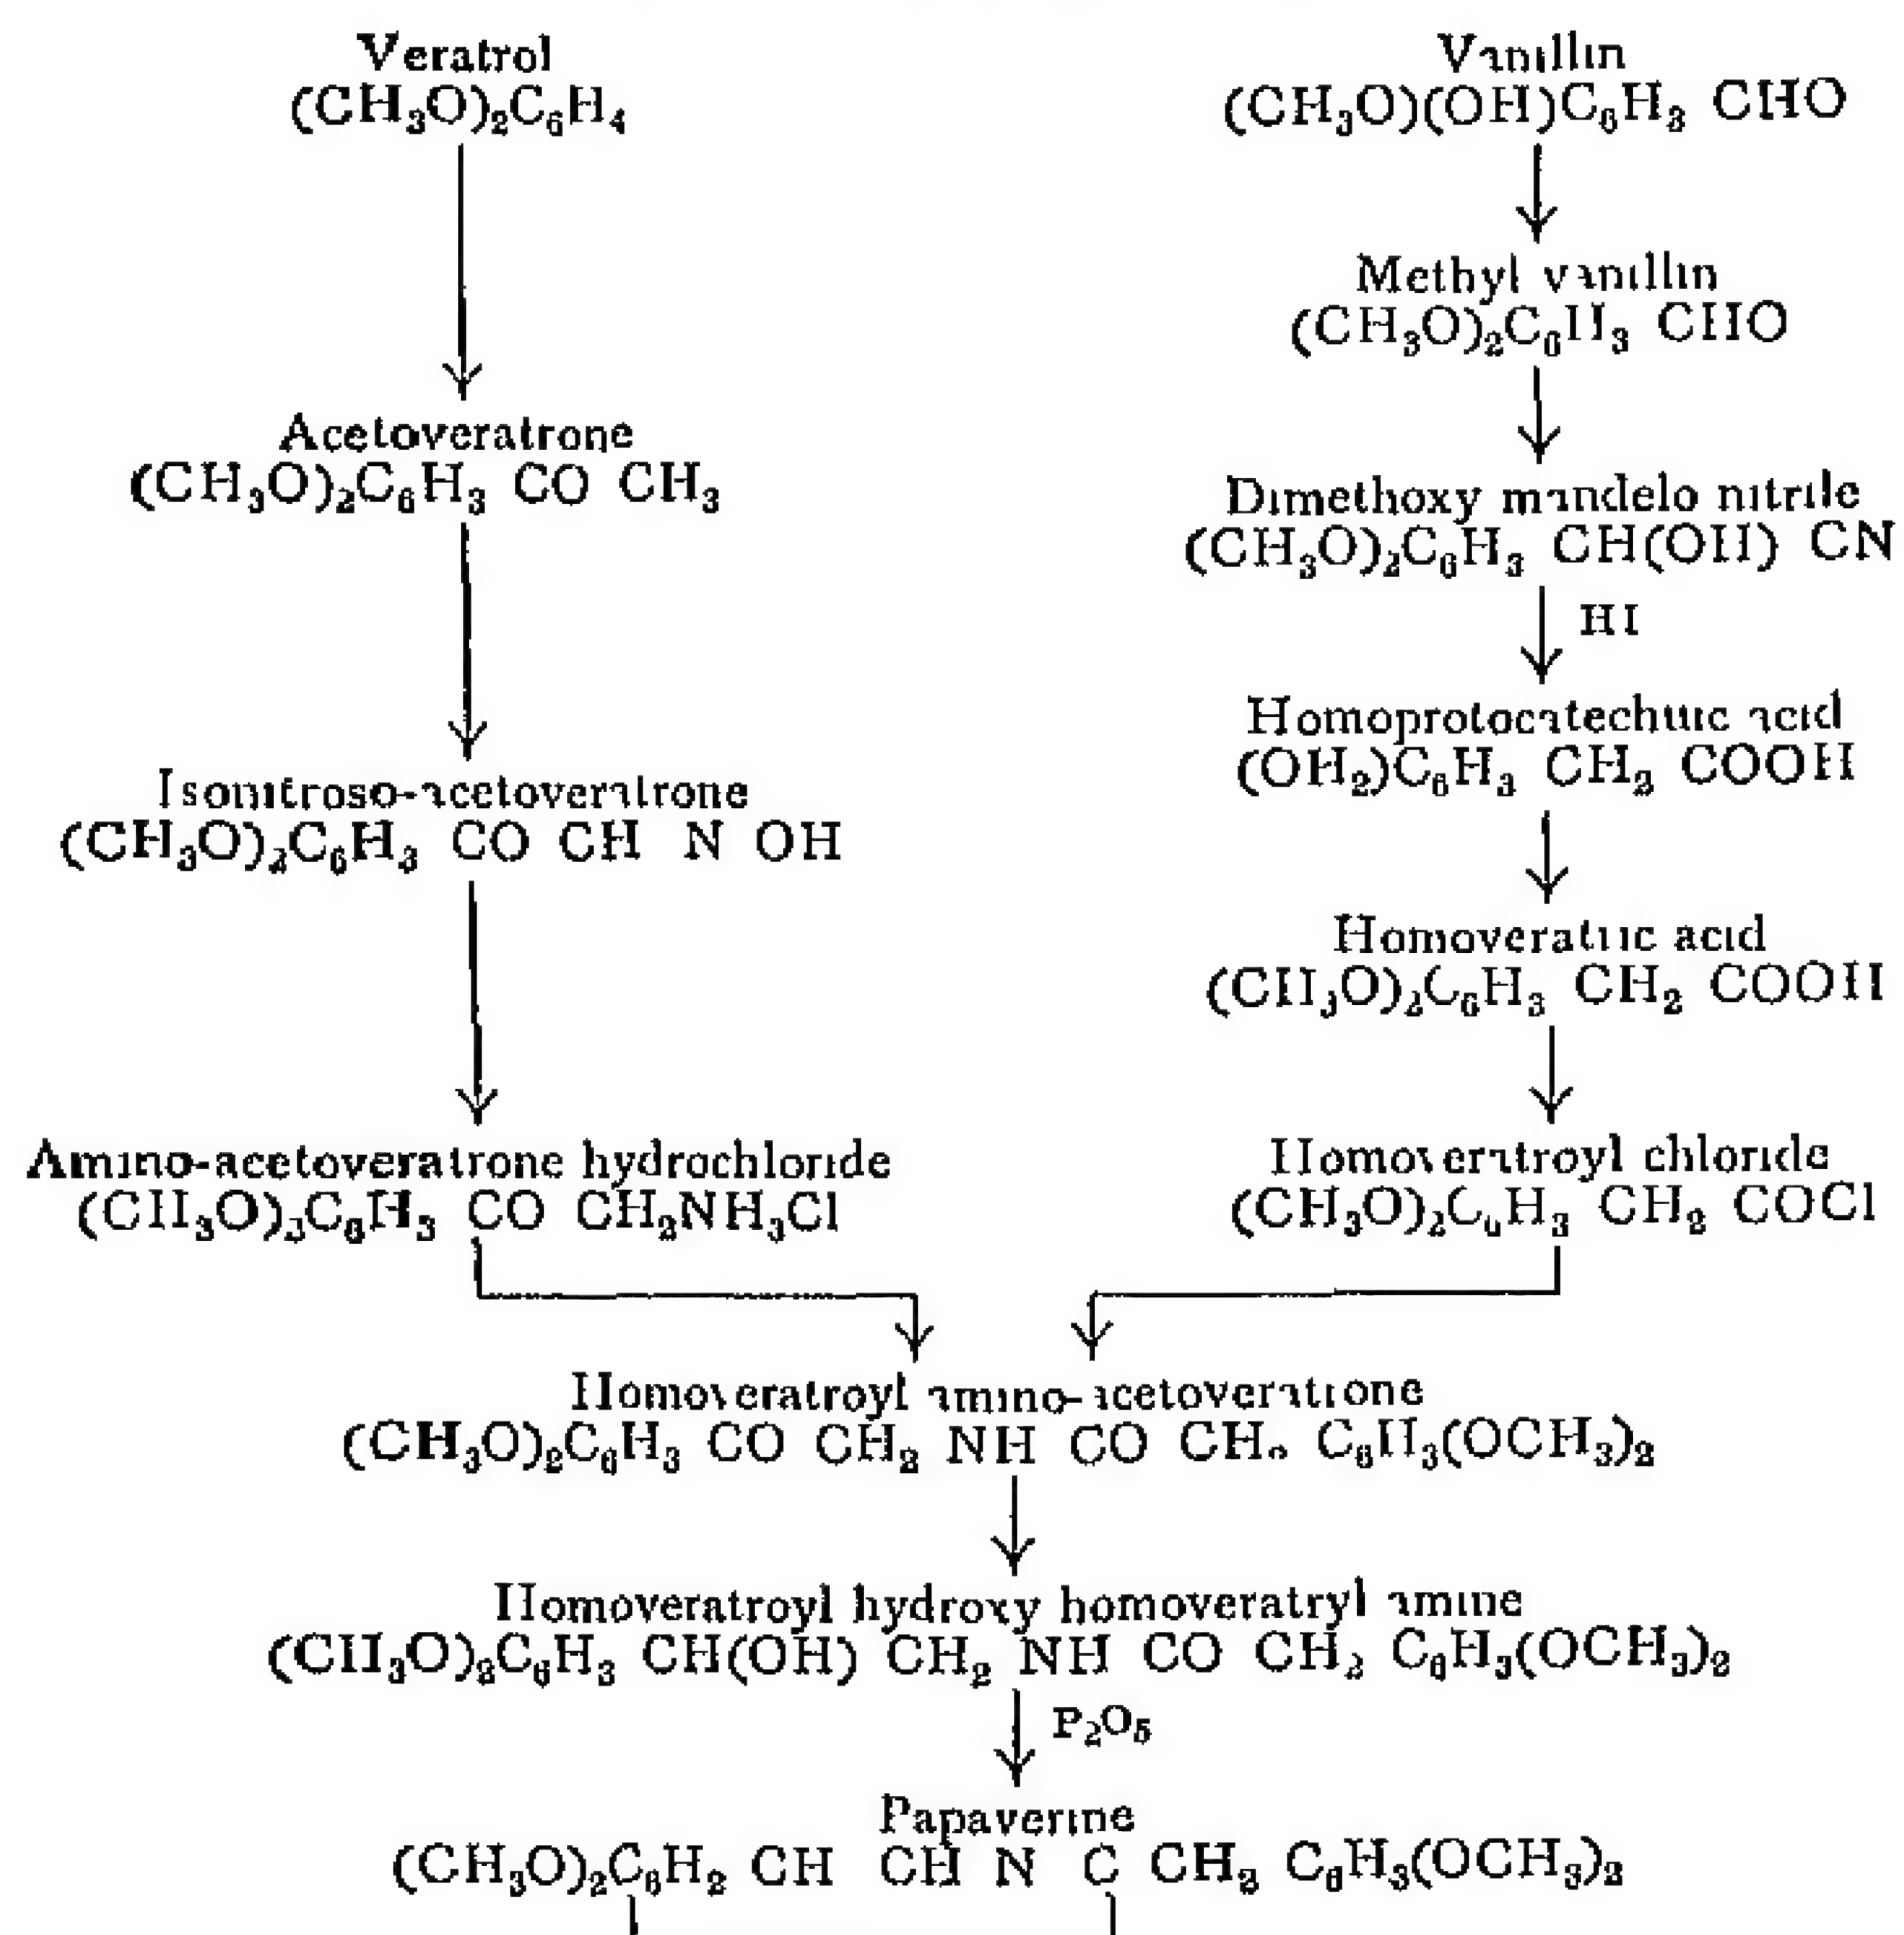 Veratrol
(CH₃O)₂C₆H₄
Acetoveratrone
(CH₃O)₂C₆H₃ CO CH₃
Isonitroso-acetoveratrone
(CH₃O)₂C₆H₃ CO CH N OH
Amino-acetoveratrone hydrochloride
(CH₃O)₂C₆H₃ CO CH₂NH₃Cl
Vanillin
(CH₃O)(OH)C₆H₃ CHO
Methyl vanillin
(CH₃O)₂C₆H₃ CHO
Dimethoxy mandelo nitrile
(CH₃O)₂C₆H₃ CH(OH) CN
HI
Homoprotocatechuic acid
(OH₂)C₆H₃ CH₂ COOH
Homoveratric acid
(CH₃O)₂C₆H₃ CH₂ COOH
Homoveratroyl chloride
(CH₃O)₂C₆H₃ CH₂ COCl
Homoveratroyl amino-acetoveratrone
(CH₃O)₂C₆H₃ CO CH₂ NH CO CH₂ C₆H₃(OCH₃)₂
Homoveratroyl hydroxy homoveratryl amine
(CH₃O)₂C₆H₃ CH(OH) CH₂ NH CO CH₂ C₆H₃(OCH₃)₂
P₂O₅
Papaverine
(CH₃O)₂C₆H₂ CH CH N C CH₂ C₆H₃(OCH₃)₂